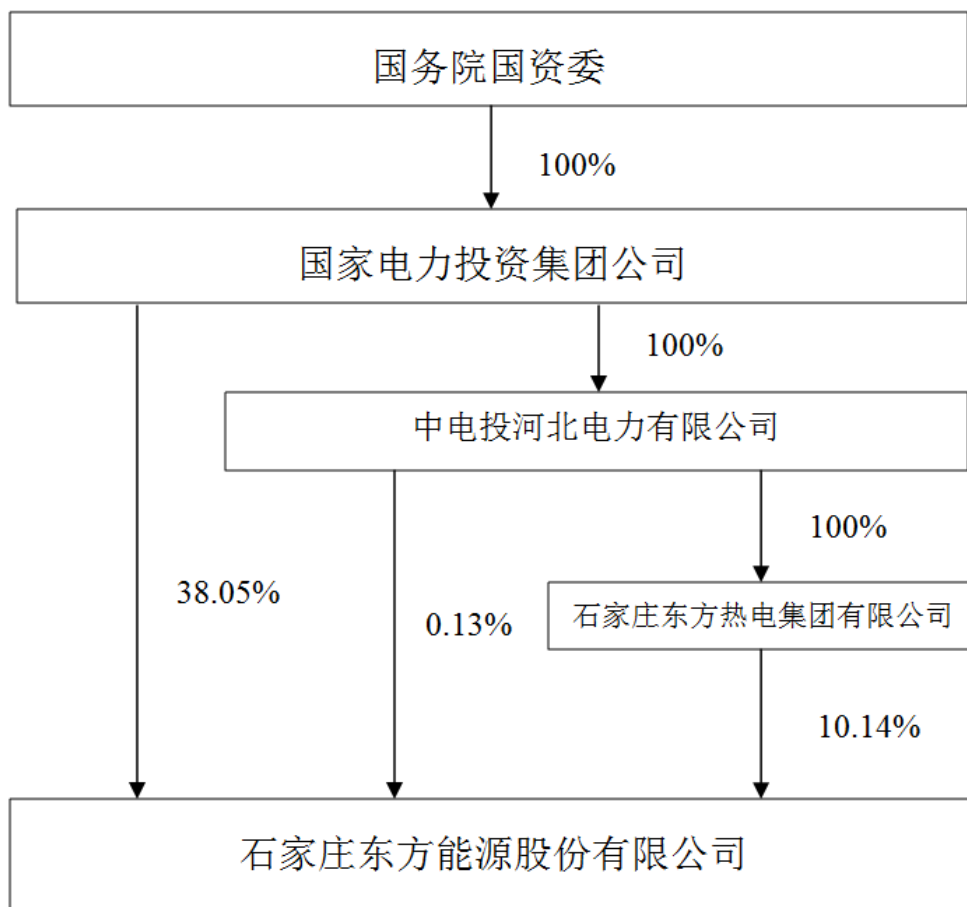 国务院国资委
100%
国家电力投资集团公司
100%
中电投河北电力有限公司
100%
38.05%
0.13%
石家庄东方热电集团有限公司
10.14%
石家庄东方能源股份有限公司